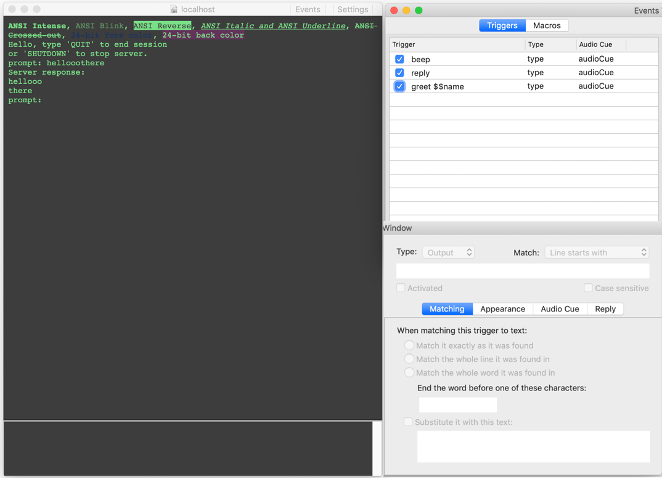 localhost
Events
Settings
ANSI Intense, ANSI Blink, ANSI Reverse, ANSI Italic and ANSI Underline, ANSI
Crossed-out, 24-bit fore color, 24-bit back color
Hello, type 'QUIT' to end session
or 'SHUTDOWN' to stop server.
prompt: hellooothere
Server response:
hellooo
there
prompt:
Events
Triggers
Macros
Trigger Type Audio Cue
beep type audioCue
reply type audioCue
greet $$name type audioCue
Window
Type: Output Match: Line starts with
Activated Case sensitive
Matching Appearance Audio Cue Reply
When matching this trigger to text:
Match it exactly as it was found
Match the whole line it was found in
Match the whole word it was found in
End the word before one of these characters:
Substitute it with this text: